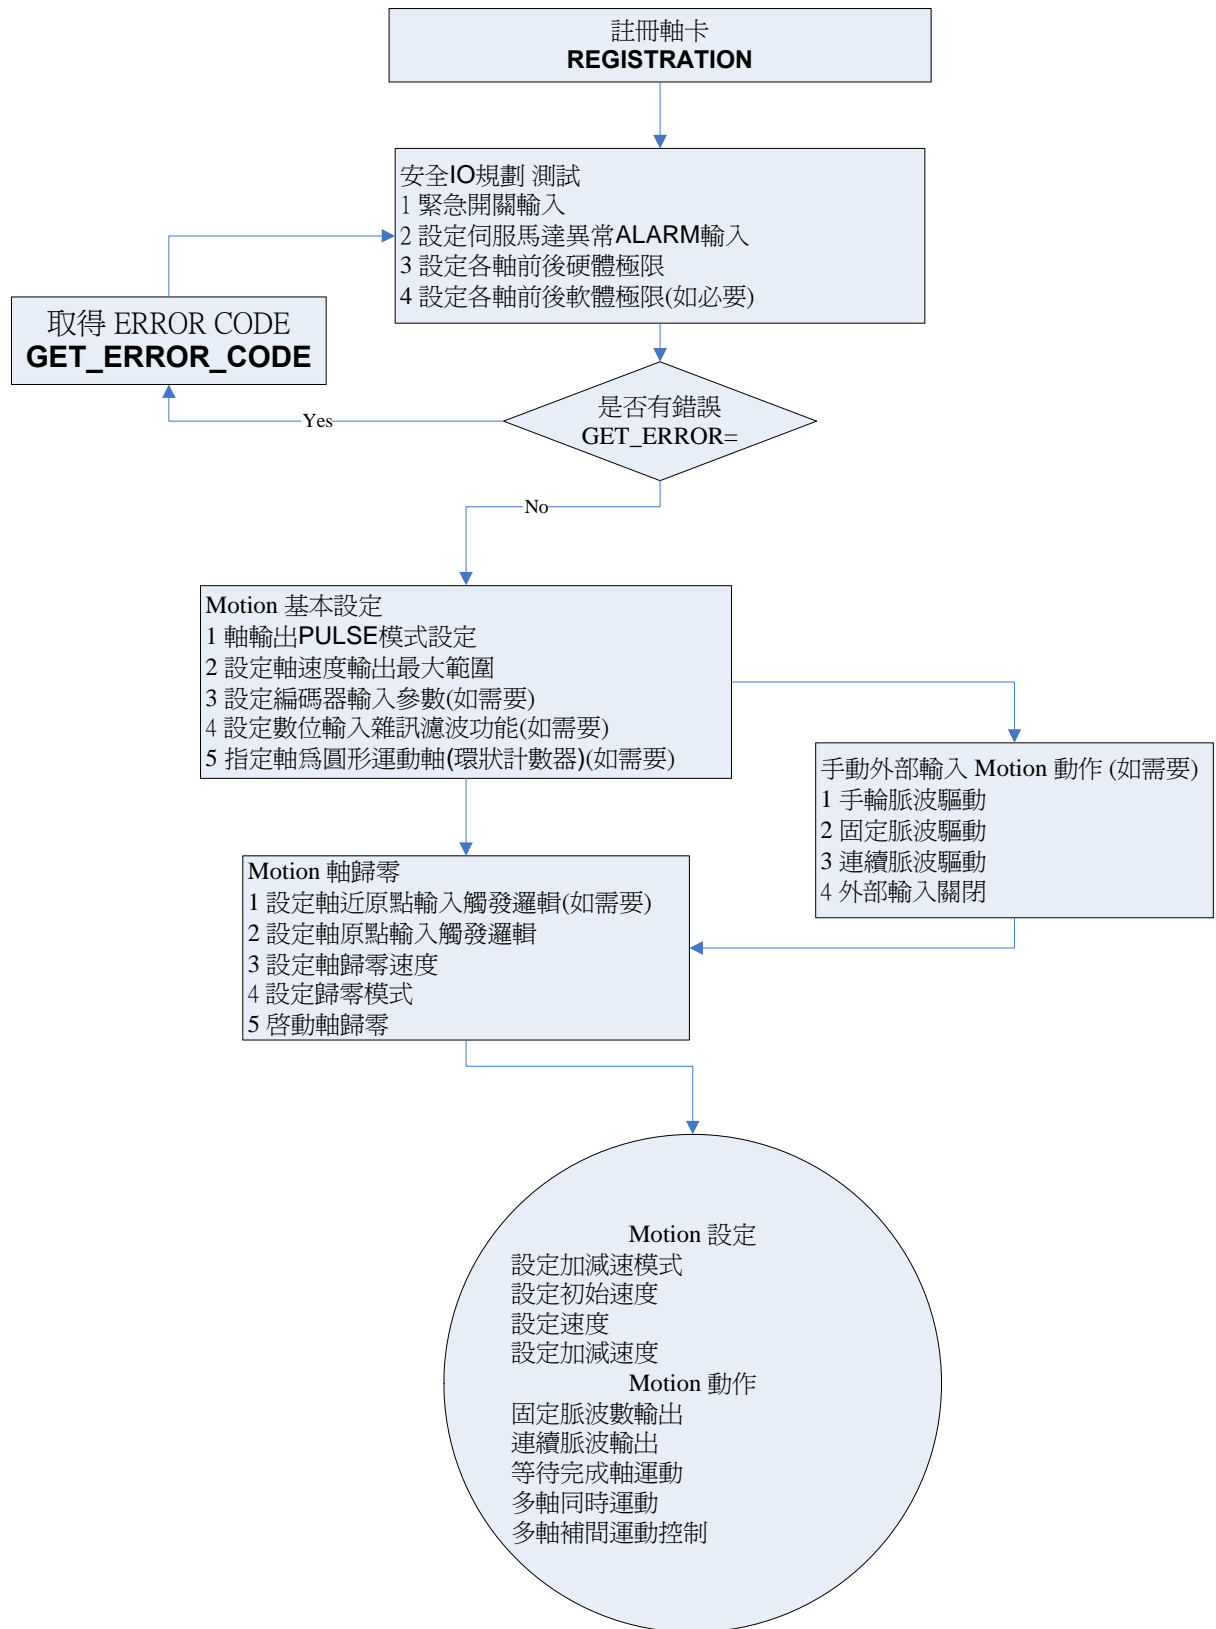 註冊軸卡
REGISTRATION
安全IO規劃 測試
1 緊急開關輸入
2 設定伺服馬達異常ALARM輸入
3 設定各軸前後硬體極限
4 設定各軸前後軟體極限(如必要)
取得 ERROR CODE
GET_ERROR_CODE
是否有錯誤
GET_ERROR=
Yes
No
Motion 基本設定
1 軸輸出PULSE模式設定
2 設定軸速度輸出最大範圍
3 設定編碼器輸入參數(如需要)
4 設定數位輸入雜訊濾波功能(如需要)
5 指定軸爲圓形運動軸(環狀計數器)(如需要)
手動外部輸入 Motion 動作 (如需要)
1 手輪脈波驅動
2 固定脈波驅動
3 連續脈波驅動
4 外部輸入關閉
Motion 軸歸零
1 設定軸近原點輸入觸發邏輯(如需要)
2 設定軸原點輸入觸發邏輯
3 設定軸歸零速度
4 設定歸零模式
5 啓動軸歸零
Motion 設定
設定加減速模式
設定初始速度
設定速度
設定加減速度
Motion 動作
固定脈波數輸出
連續脈波輸出
等待完成軸運動
多軸同時運動
多軸補間運動控制